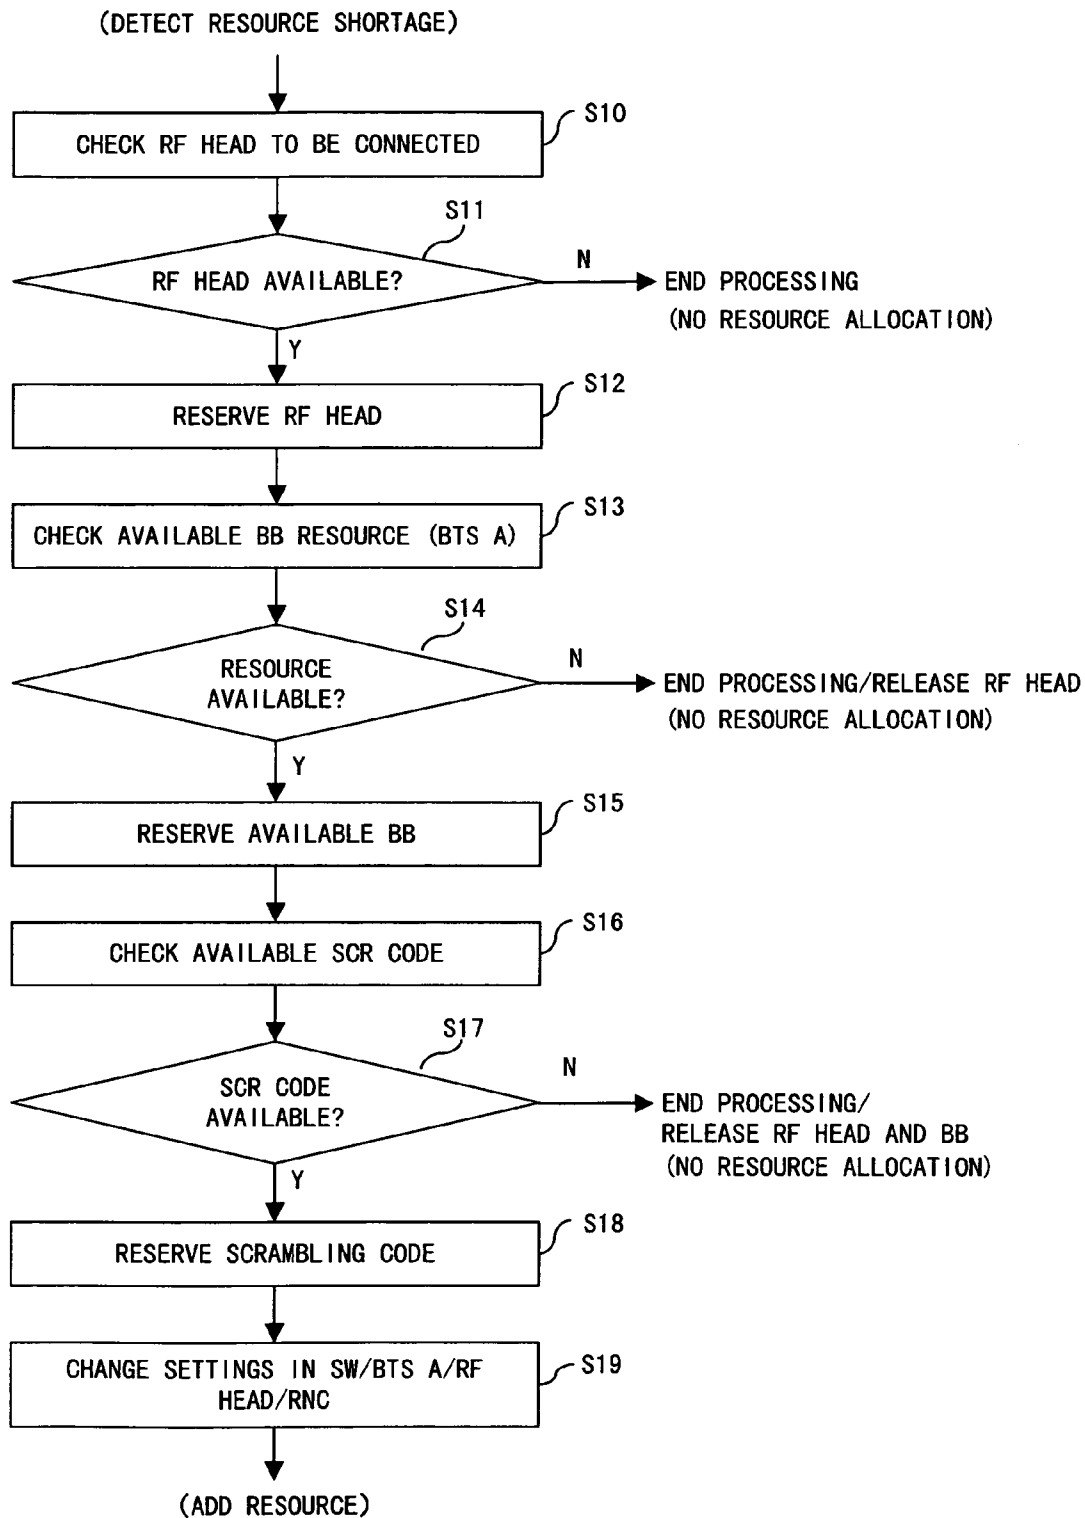 (DETECT RESOURCE SHORTAGE)
S10
CHECK RF HEAD TO BE CONNECTED
S11
RF HEAD AVAILABLE?
N
END PROCESSING
(NO RESOURCE ALLOCATION)
Y
S12
RESERVE RF HEAD
S13
CHECK AVAILABLE BB RESOURCE (BTS A)
S14
RESOURCE
AVAILABLE?
N
END PROCESSING/RELEASE RF HEAD
(NO RESOURCE ALLOCATION)
Y
S15
RESERVE AVAILABLE BB
S16
CHECK AVAILABLE SCR CODE
S17
SCR CODE
AVAILABLE?
N
END PROCESSING/
RELEASE RF HEAD AND BB
(NO RESOURCE ALLOCATION)
Y
S18
RESERVE SCRAMBLING CODE
S19
CHANGE SETTINGS IN SW/BTS A/RF
HEAD/RNC
(ADD RESOURCE)